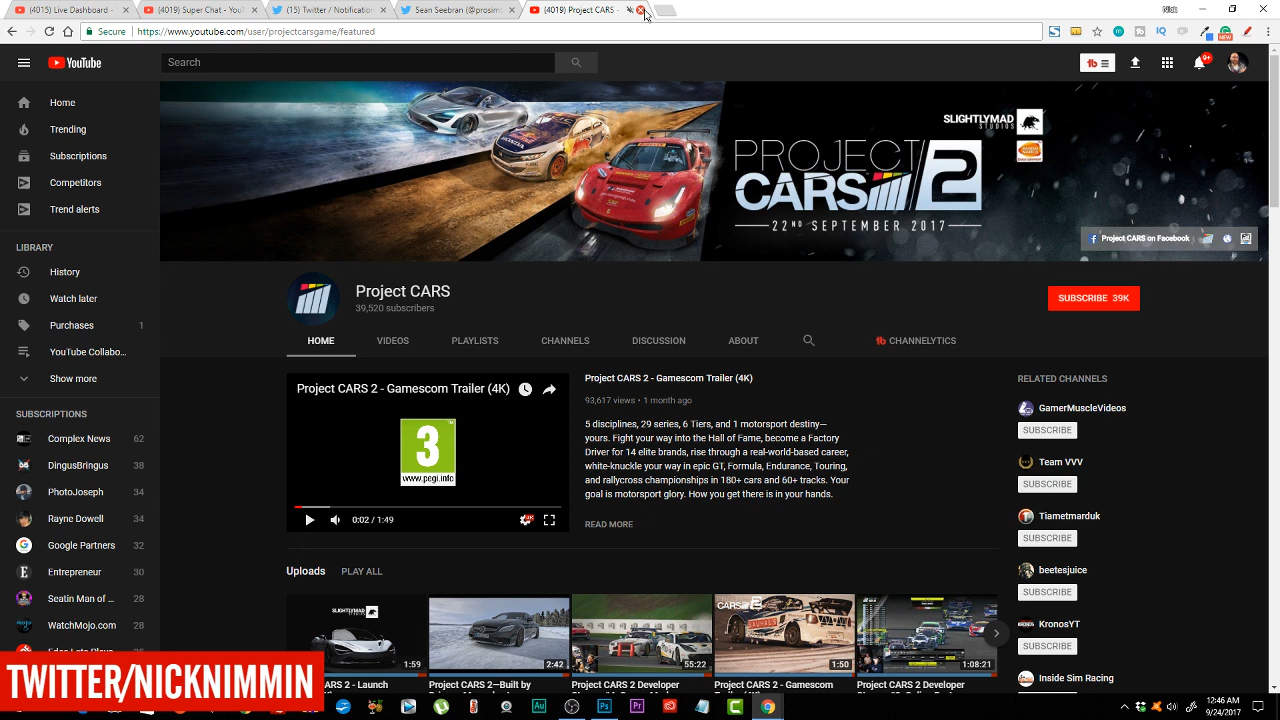 (4015) Live Dashboard -
(4019) Super Chat - You
(15) Twitter / Notificatio
Sean Seeber II (@prosim
(4019) Project CARS -
Nick
Secure
https://www.youtube.com/user/projectcarsgame/featured
NEW
YouTube
Search
tb
9+
Home
Trending
Subscriptions
Competitors
Trend alerts
LIBRARY
History
Watch later
Purchases 1
YouTube Collabo...
Show more
SUBSCRIPTIONS
Complex News 62
DingusBringus 38
PhotoJoseph 34
Rayne Dowell 34
Google Partners 32
Entrepreneur 30
Seatin Man of ... 28
WatchMojo.com 28
SLIGHTLYMAD
STUDIOS
PROJECT
CARS 2
22ND SEPTEMBER 2017
Project CARS on Facebook
Project CARS
39,520 subscribers
SUBSCRIBE 39K
HOME
VIDEOS
PLAYLISTS
CHANNELS
DISCUSSION
ABOUT
tb CHANNELYTICS
Project CARS 2 - Gamescom Trailer (4K)
3
www.pegi.info
0:02 / 1:49
Project CARS 2 - Gamescom Trailer (4K)
93,617 views • 1 month ago
5 disciplines, 29 series, 6 Tiers, and 1 motorsport destiny—
yours. Fight your way into the Hall of Fame, become a Factory
Driver for 14 elite brands, rise through a real-world-based career,
white-knuckle your way in epic GT, Formula, Endurance, Touring,
and rallycross championships in 180+ cars and 60+ tracks. Your
goal is motorsport glory. How you get there is in your hands.
READ MORE
RELATED CHANNELS
GamerMuscleVideos
SUBSCRIBE
Team VVV
SUBSCRIBE
Tiametmarduk
SUBSCRIBE
beetesjuice
SUBSCRIBE
KronosYT
SUBSCRIBE
Inside Sim Racing
Uploads
PLAY ALL
SLIGHTLYMAD
1:59
2:42
55:22
1:50
1:08:21
CARS 2 - Launch
Project CARS 2—Built by
Project CARS 2 Developer
Project CARS 2 - Gamescom
Project CARS 2 Developer
TWITTER/NICKNIMMIN
Au
Ps
Pr
12:46 AM
9/24/2017